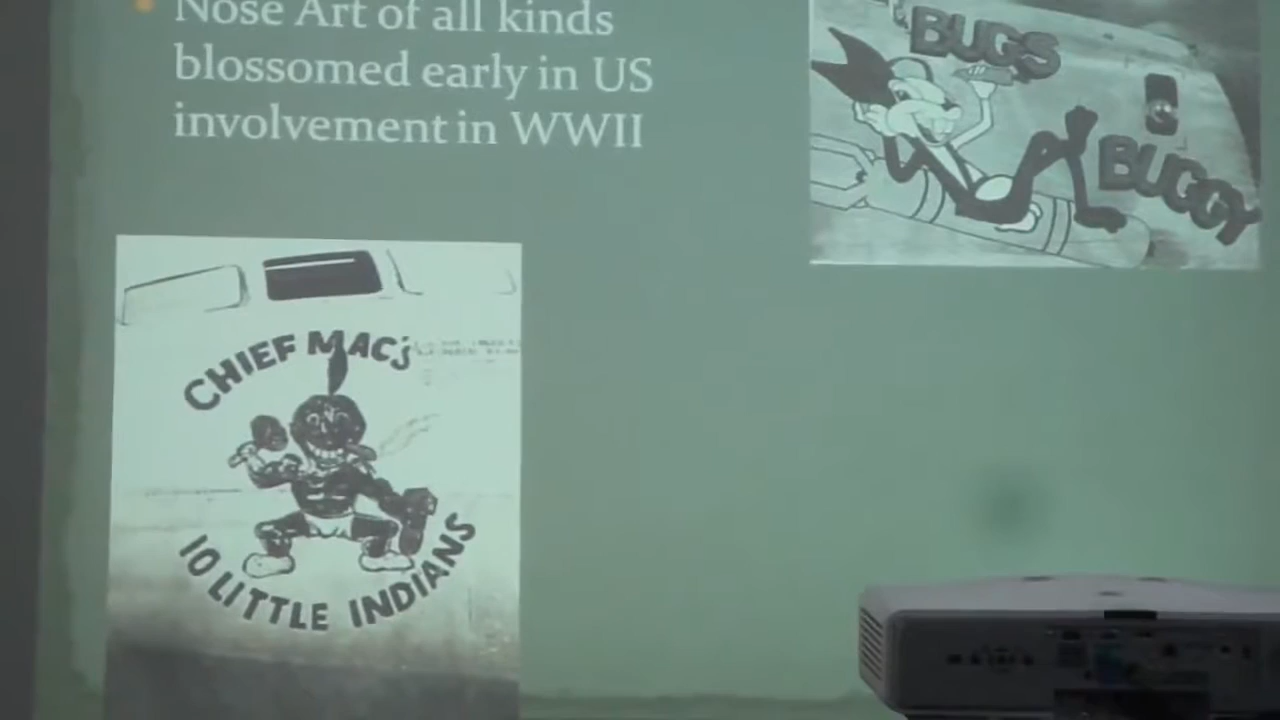 Nose Art of all kinds
blossomed early in US
involvement in WWII
BUGS
BUGGY
CHIEF MAC's
10 LITTLE INDIANS